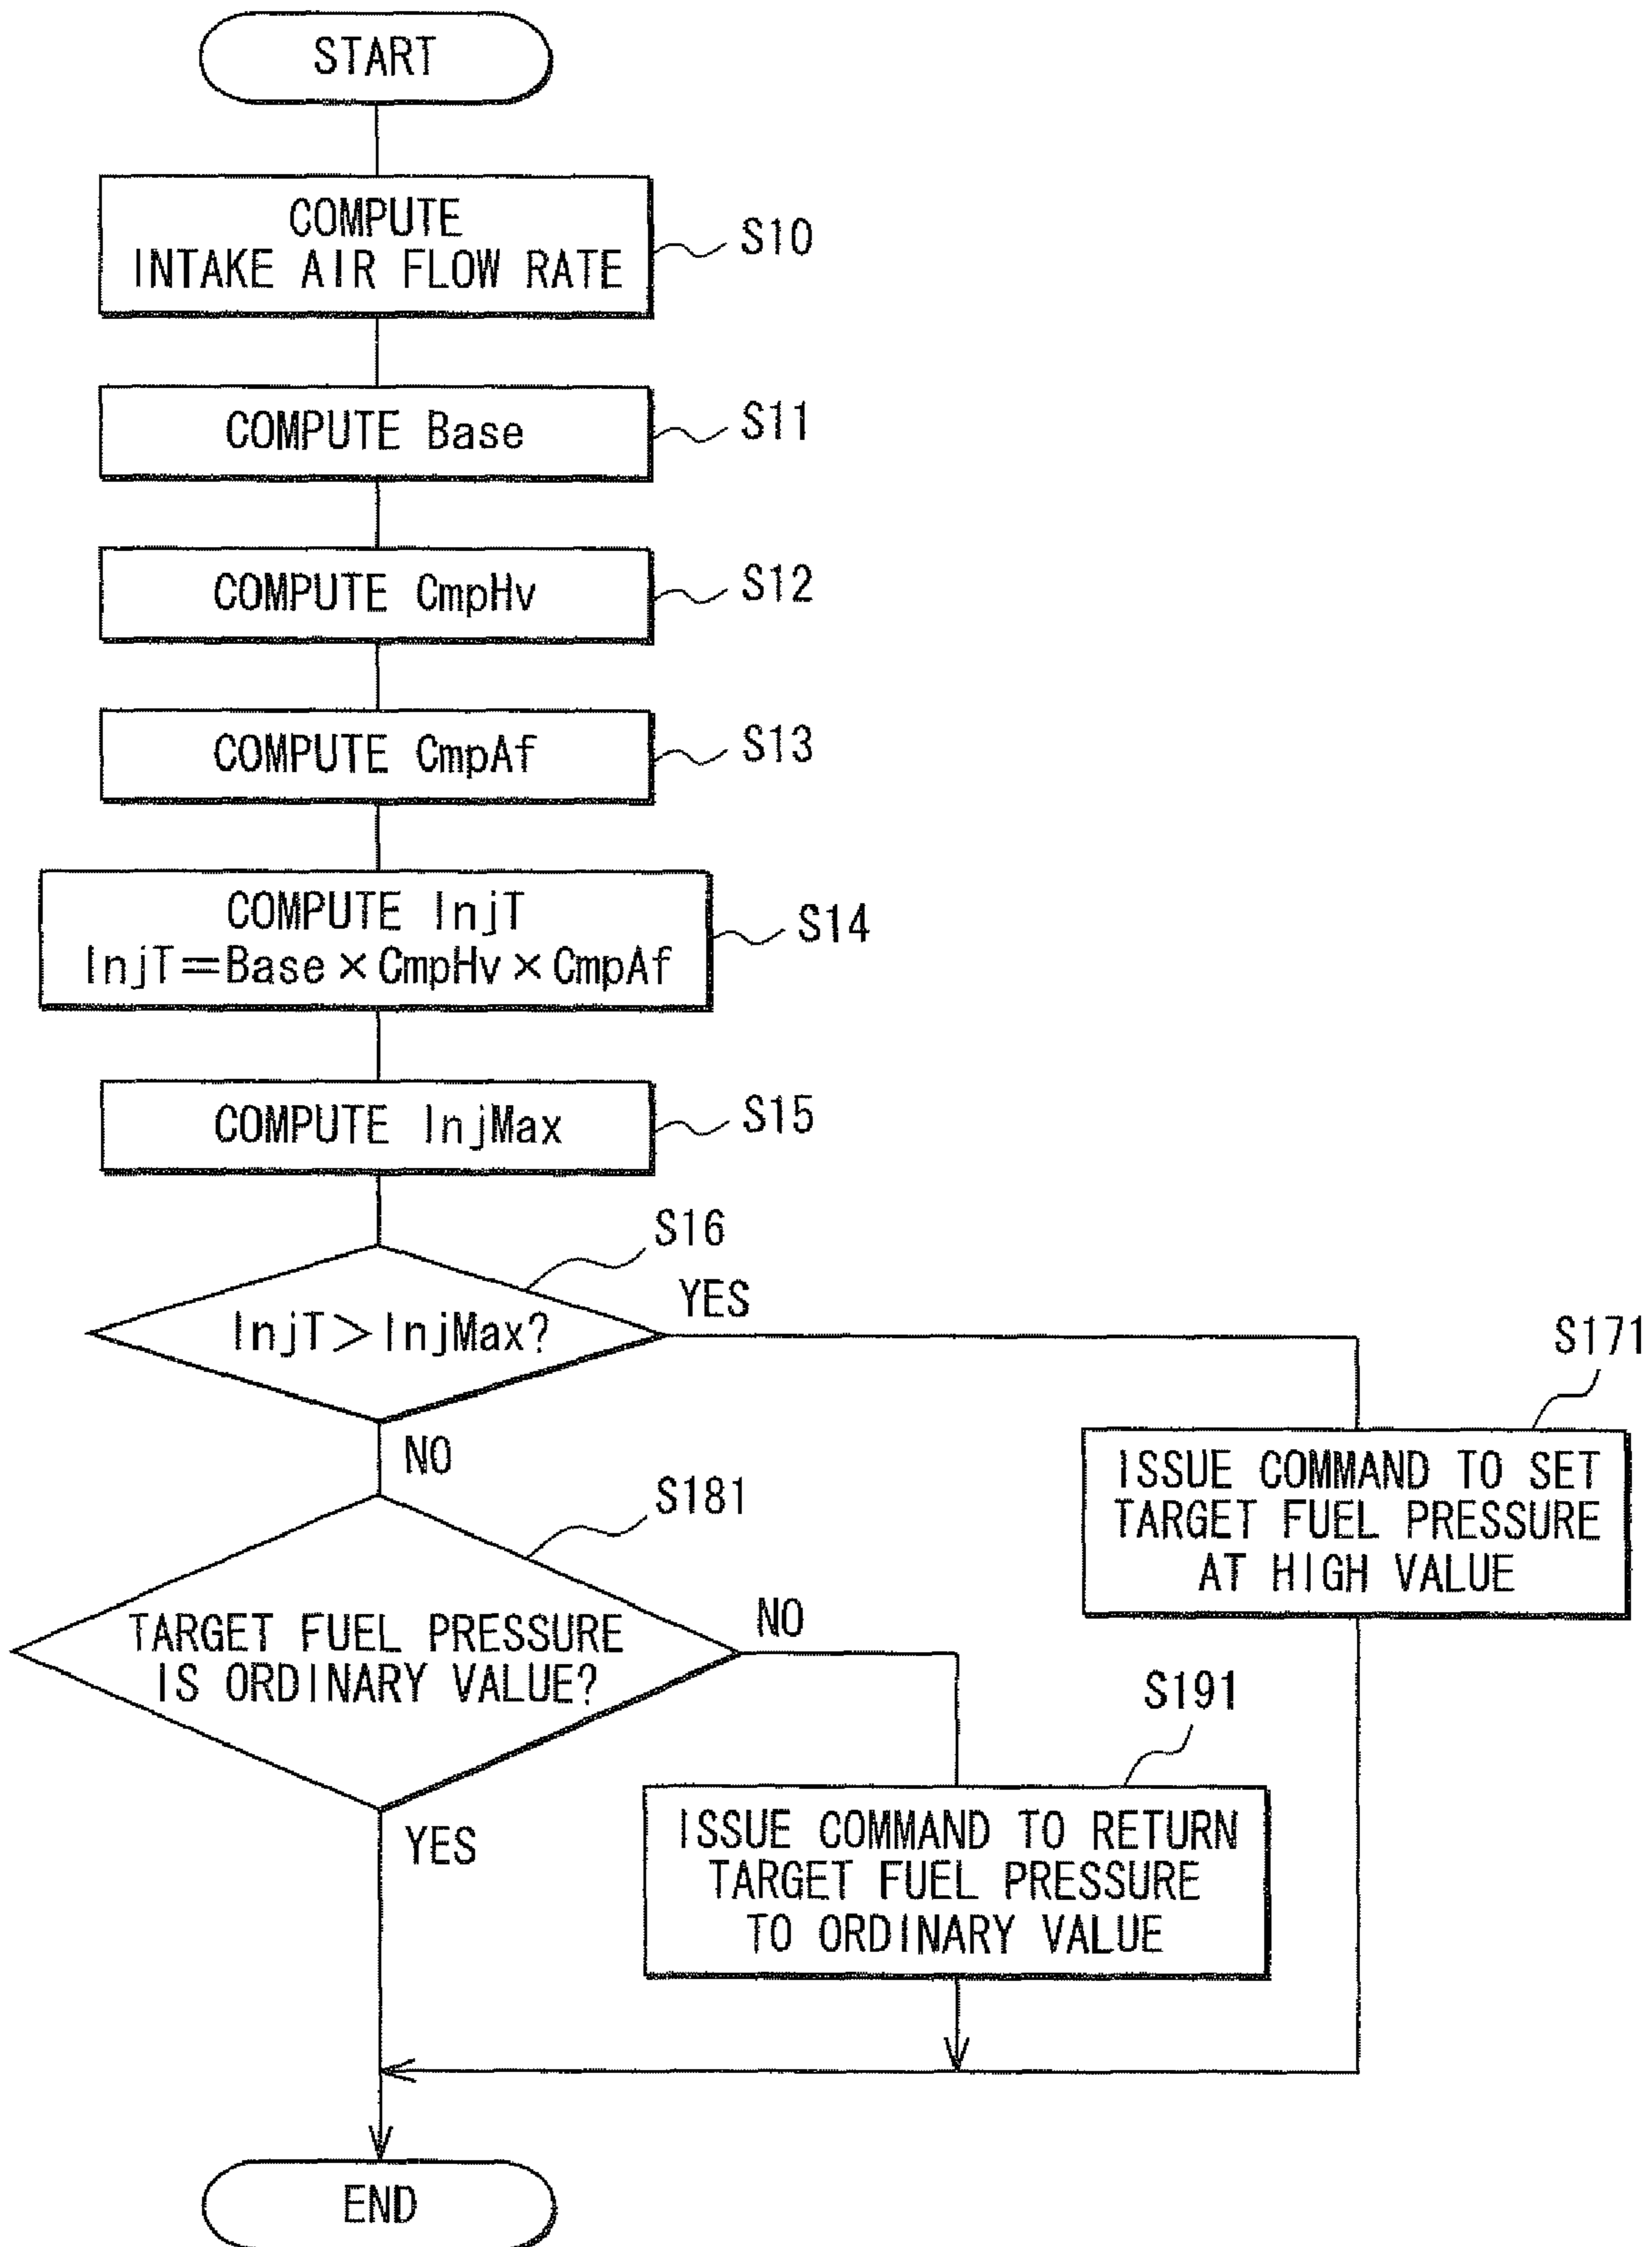 START
COMPUTE
INTAKE AIR FLOW RATE
S10
COMPUTE Base
S11
COMPUTE CmpHv
S12
COMPUTE CmpAf
S13
COMPUTE InjT
InjT=Base×CmpHv×CmpAf
S14
COMPUTE InjMax
S15
S16
InjT>InjMax?
YES
NO
S171
ISSUE COMMAND TO SET
TARGET FUEL PRESSURE
AT HIGH VALUE
S181
TARGET FUEL PRESSURE
IS ORDINARY VALUE?
NO
YES
S191
ISSUE COMMAND TO RETURN
TARGET FUEL PRESSURE
TO ORDINARY VALUE
END